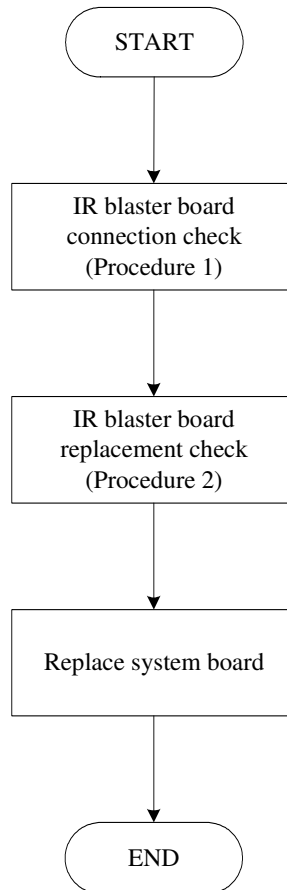 START
IR blaster board
connection check
(Procedure 1)
IR blaster board
replacement check
(Procedure 2)
Replace system board
END